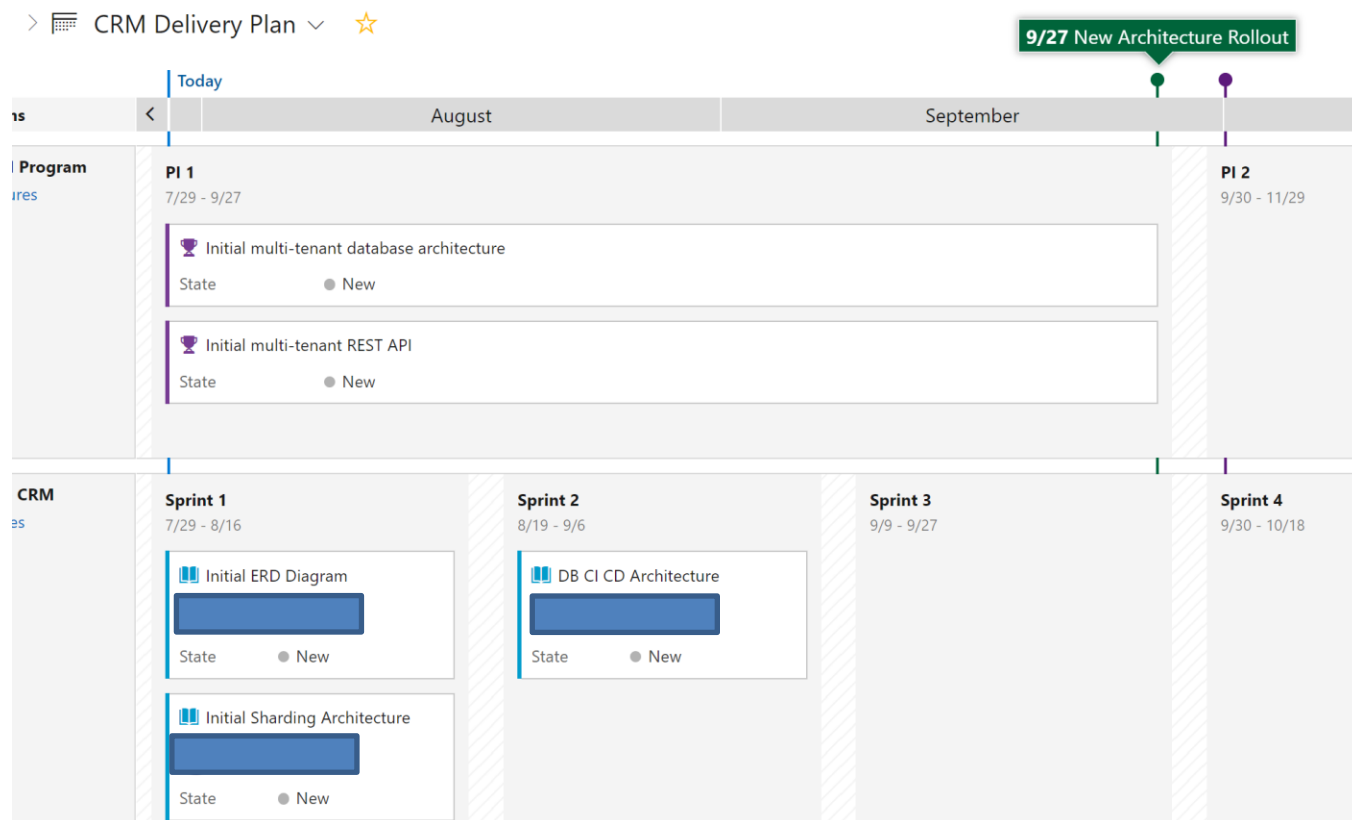 CRM Delivery Plan
9/27 New Architecture Rollout
Today
August September
Program
PI 1 PI 2
7/29 - 9/27 9/30 - 11/29
Initial multi-tenant database architecture
State New
Initial multi-tenant REST API
State New
CRM
Sprint 1 Sprint 2 Sprint 3 Sprint 4
7/29 - 8/16 8/19 - 9/6 9/9 - 9/27 9/30 - 10/18
Initial ERD Diagram DB CI CD Architecture
State New State New
Initial Sharding Architecture
State New